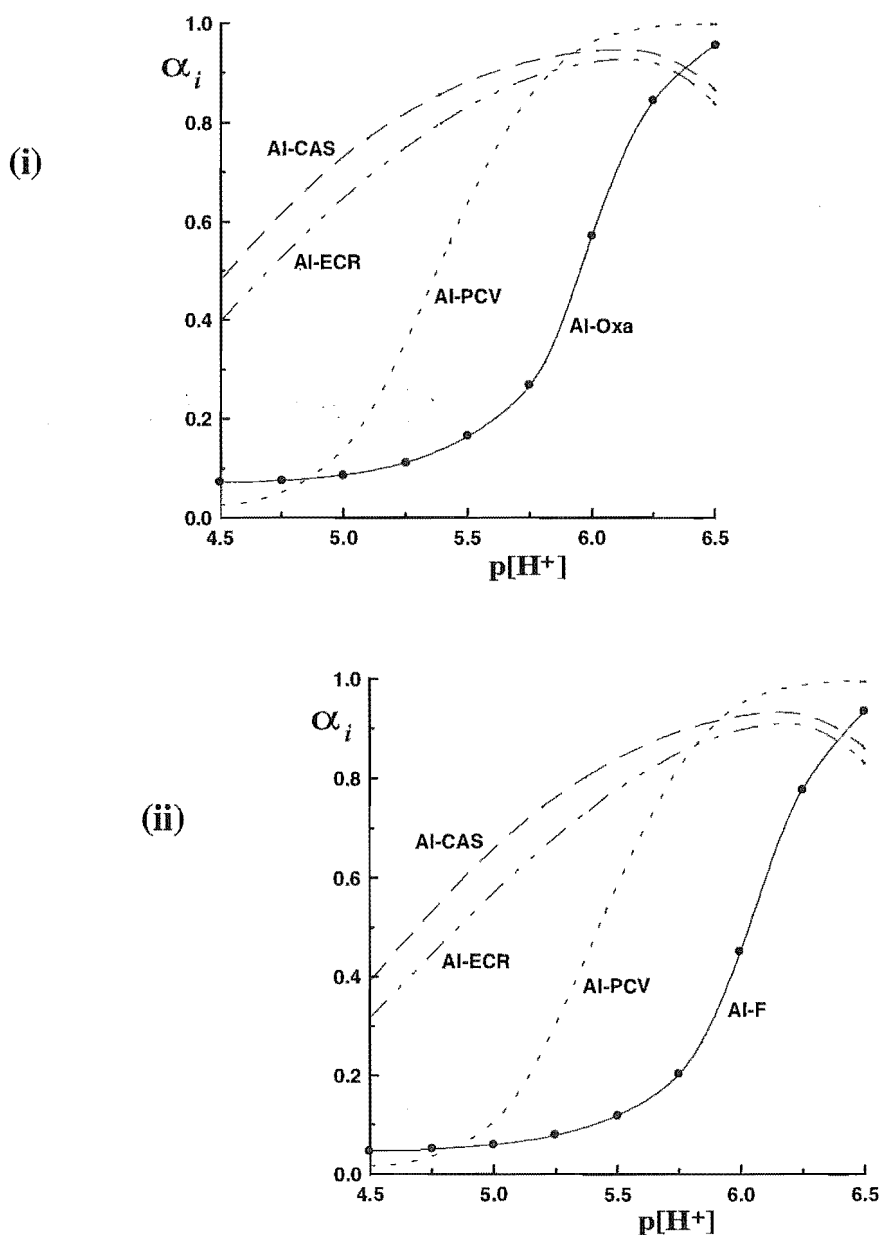 (i)
αᵢ
1.0
0.8
0.6
0.4
0.2
0.0
Al-CAS
Al-ECR
Al-PCV
Al-Oxa
4.5 5.0 5.5 6.0 6.5
p[H⁺]
(ii)
αᵢ
1.0
0.8
0.6
0.4
0.2
0.0
Al-CAS
Al-ECR
Al-PCV
Al-F
4.5 5.0 5.5 6.0 6.5
p[H⁺]